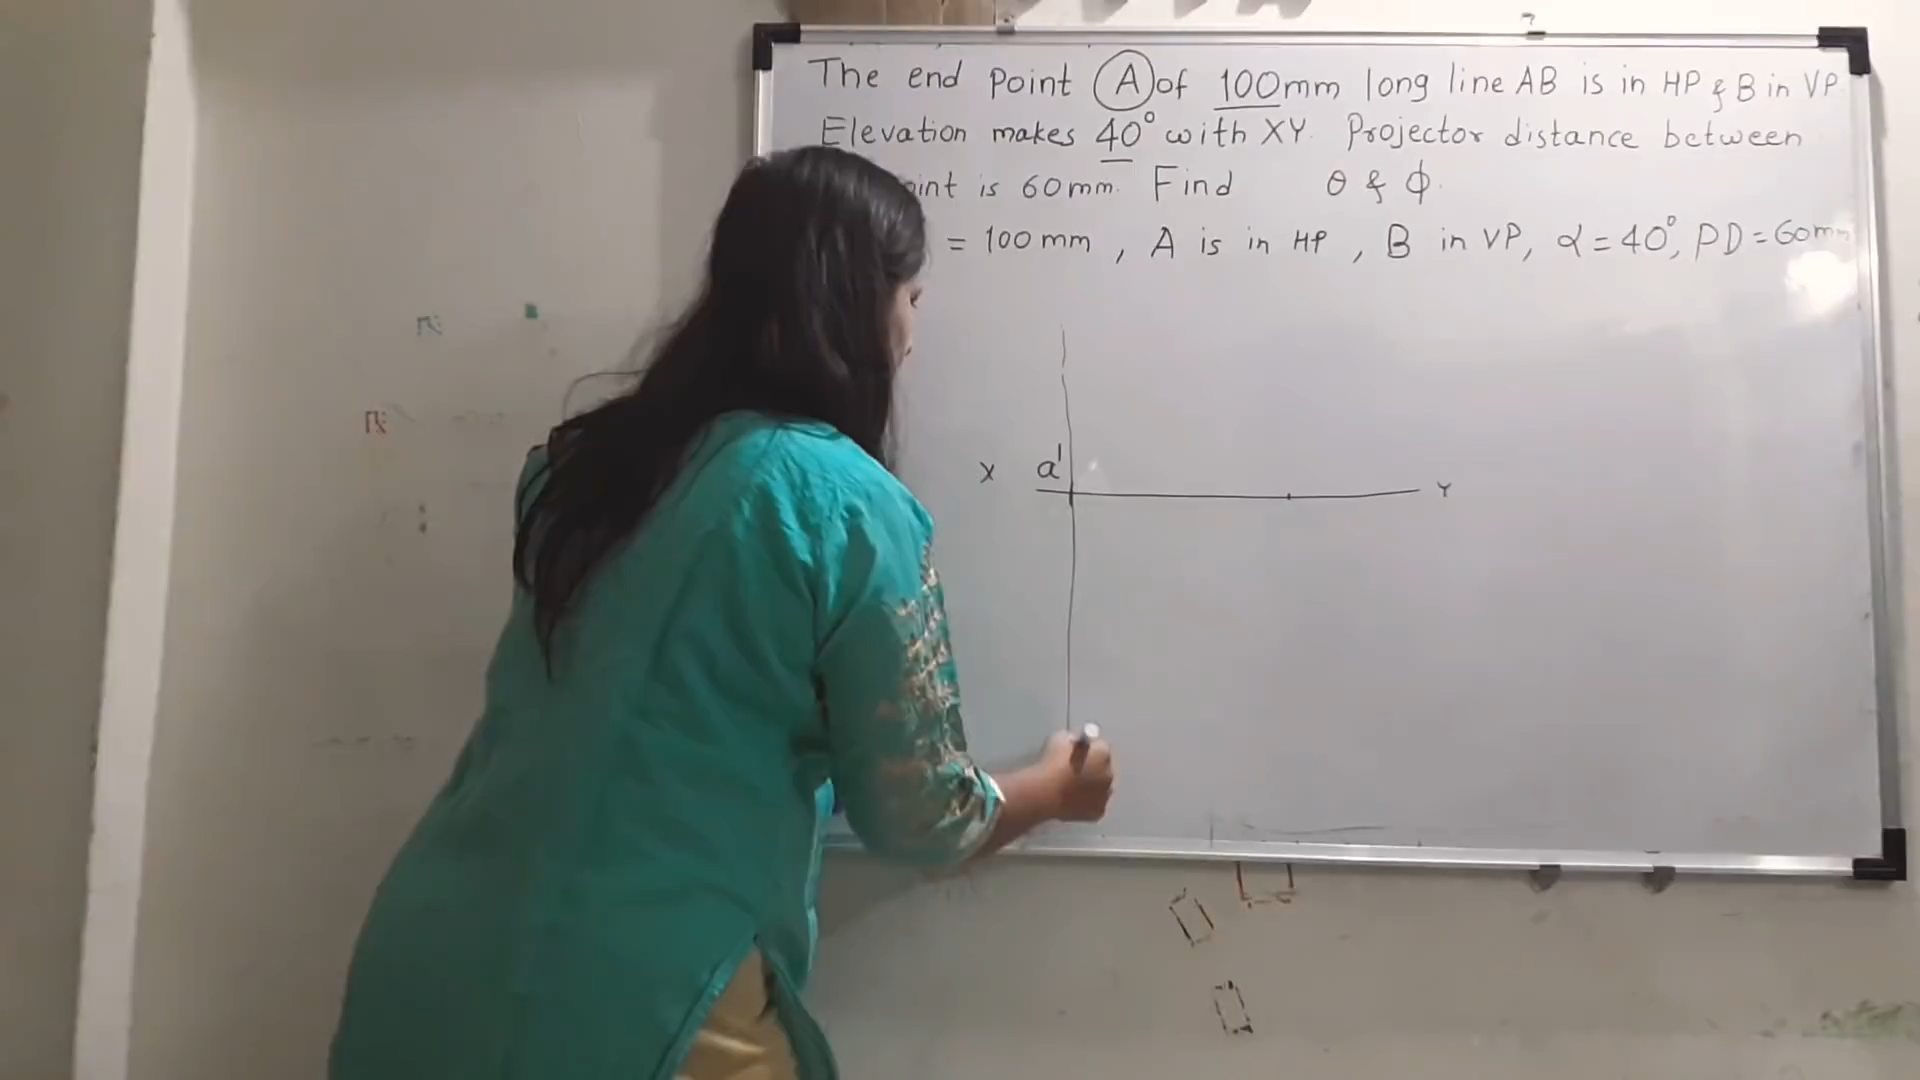 The end point A of 100mm long line AB is in HP & B in VP.
Elevation makes 40° with XY. Projector distance between
is 60mm. Find θ & ϕ.
= 100 mm , A is in HP , B in VP, α = 40°, PD = 60mm
X a' Y